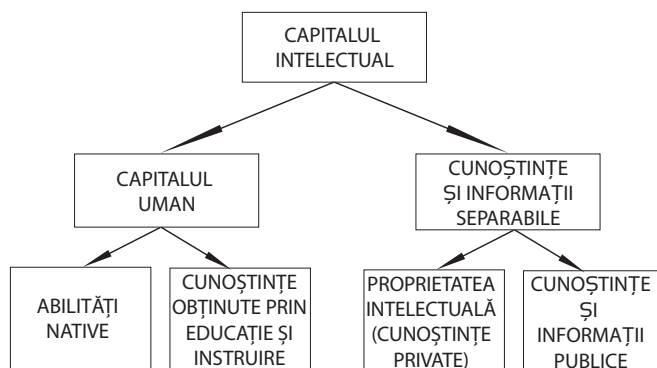 CAPITALUL
INTELECTUAL
CAPITALUL
UMAN
CUNOȘTINȚE
ȘI INFORMAȚII
SEPARABILE
ABILITĂȚI
NATIVE
CUNOȘTINȚE
OBȚINUTE PRIN
EDUCAȚIE ȘI
INSTRUIRE
PROPRIETATEA
INTELECTUALĂ
(CUNOȘTINȚE
PRIVATE)
CUNOȘTINȚE
ȘI
INFORMAȚII
PUBLICE